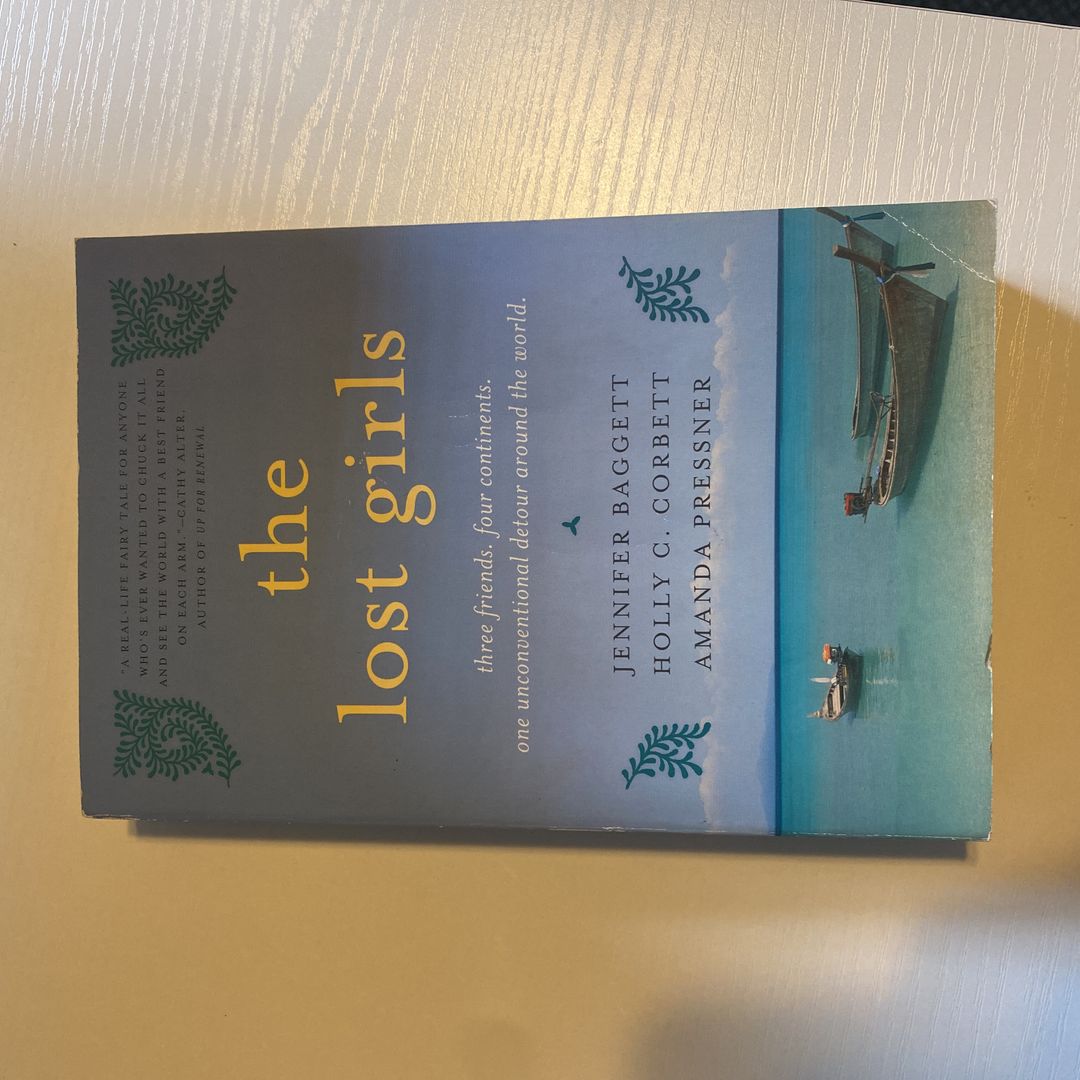 "A REAL-LIFE FAIRY TALE FOR ANYONE
WHO'S EVER WANTED TO CHUCK IT ALL
AND SEE THE WORLD WITH A BEST FRIEND
ON EACH ARM."—CATHY ALTER,
AUTHOR OF UP FOR RENEWAL
the
lost girls
three friends. four continents.
one unconventional detour around the world.
JENNIFER BAGGETT
HOLLY C. CORBETT
AMANDA PRESSNER